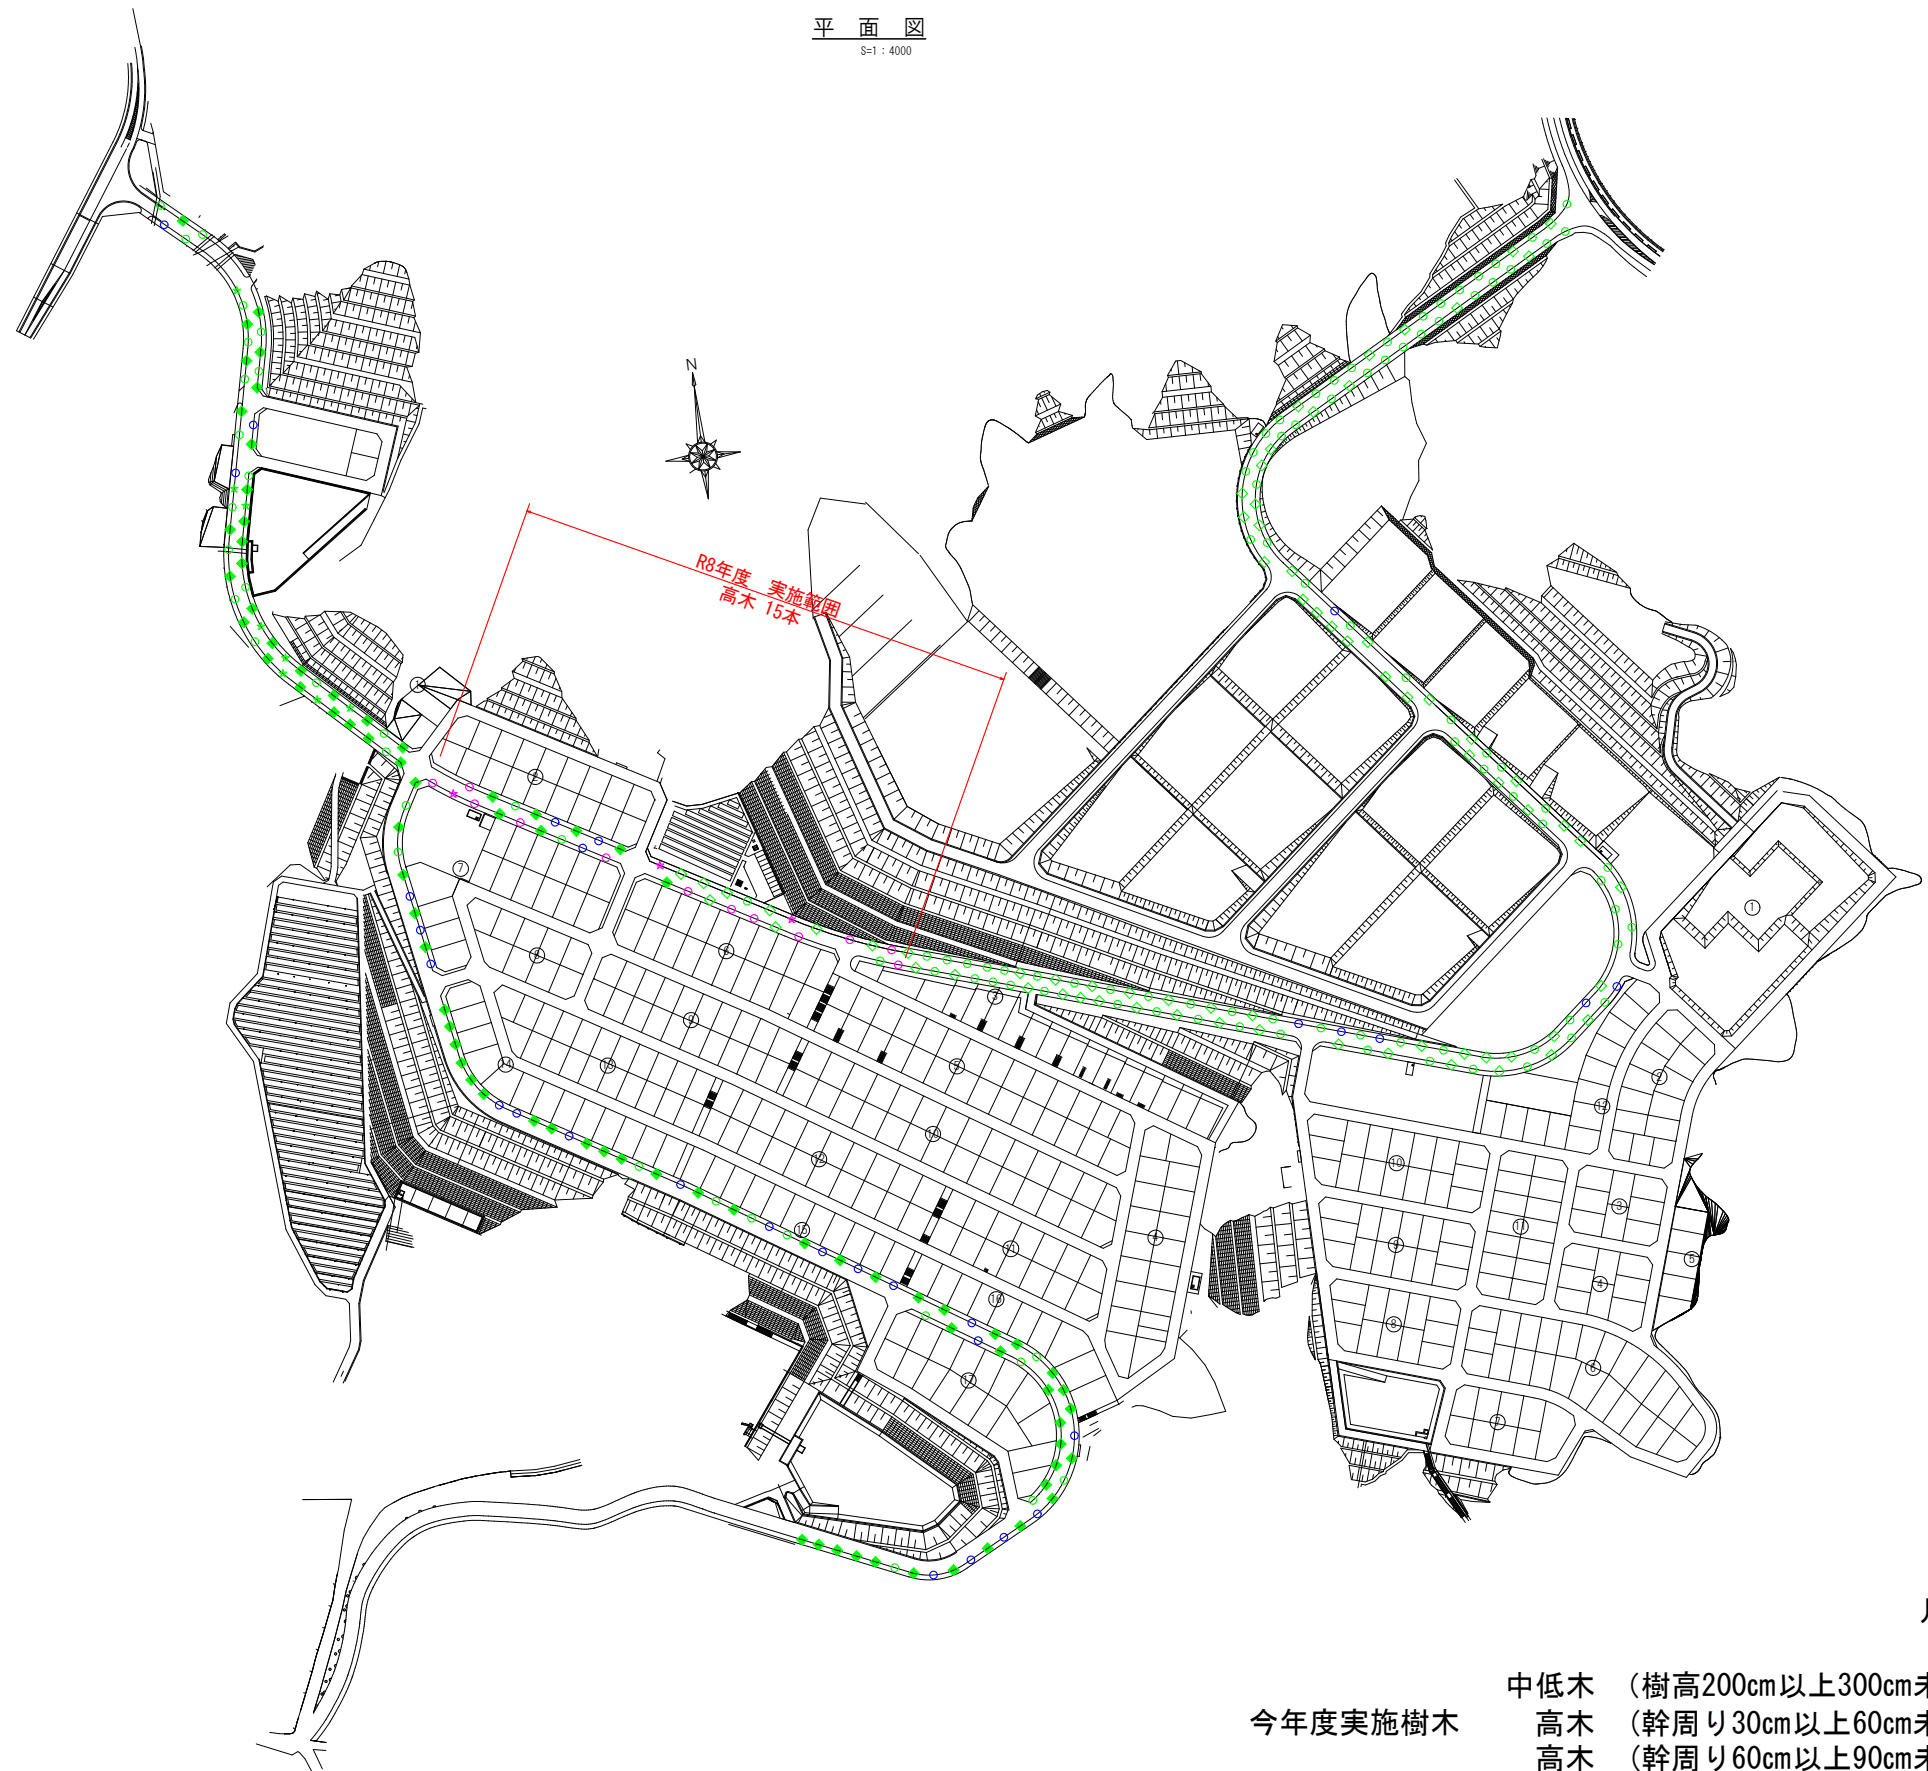 平 面 図
S=1：4000
N
R8年度 実施範囲
高木 15本
中低木 （樹高200cm以上300cm未
今年度実施樹木 高木 （幹周り30cm以上60cm未
高木 （幹周り60cm以上90cm未